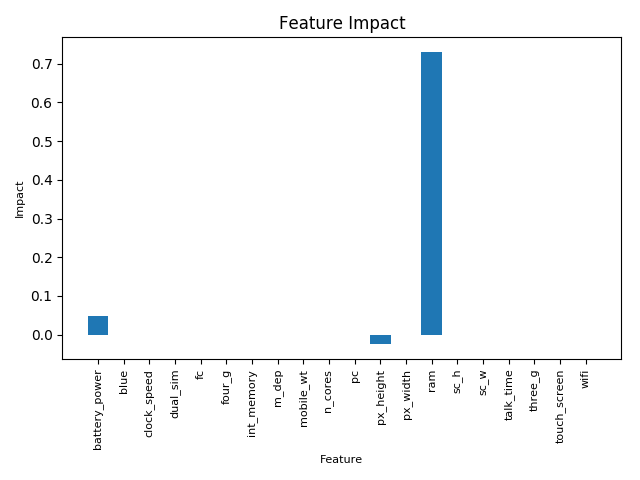 Feature Impact
0.7
0.6
0.5
0.4
0.3
0.2
0.1
0.0
Impact
battery_power
blue
clock_speed
dual_sim
fc
four_g
int_memory
m_dep
mobile_wt
n_cores
pc
px_height
px_width
ram
sc_h
sc_w
talk_time
three_g
touch_screen
wifi
Feature